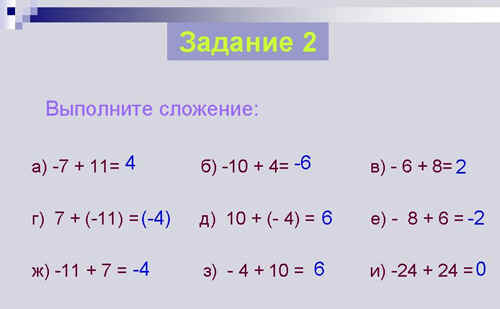 Задание 2
Выполните сложение:
а) -7 + 11= 4 б) -10 + 4= -6 в) - 6 + 8= 2
г) 7 + (-11) = (-4) д) 10 + (- 4) = 6 е) - 8 + 6 = -2
ж) -11 + 7 = -4 з) - 4 + 10 = 6 и) -24 + 24 = 0